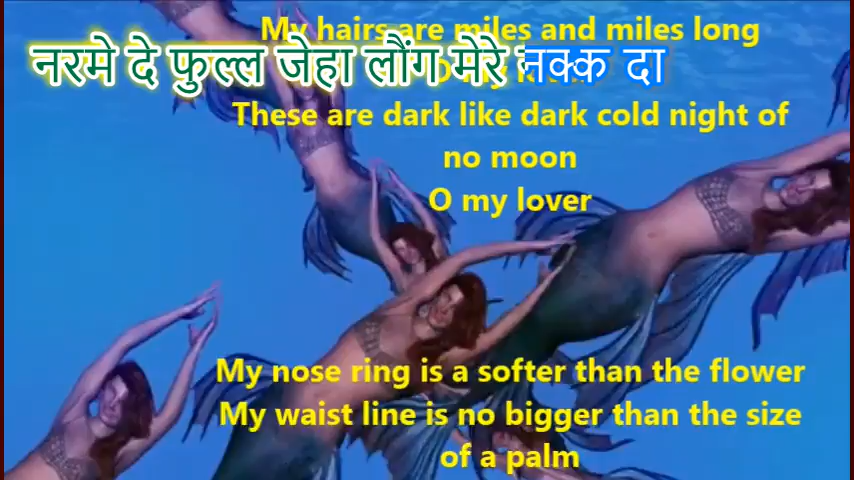 My hairs are miles and miles long
नरमे दे फुल्ल जेहा लौंग मेरे नक्क दा
These are dark like dark cold night of
no moon
O my lover
My nose ring is a softer than the flower
My waist line is no bigger than the size
of a palm